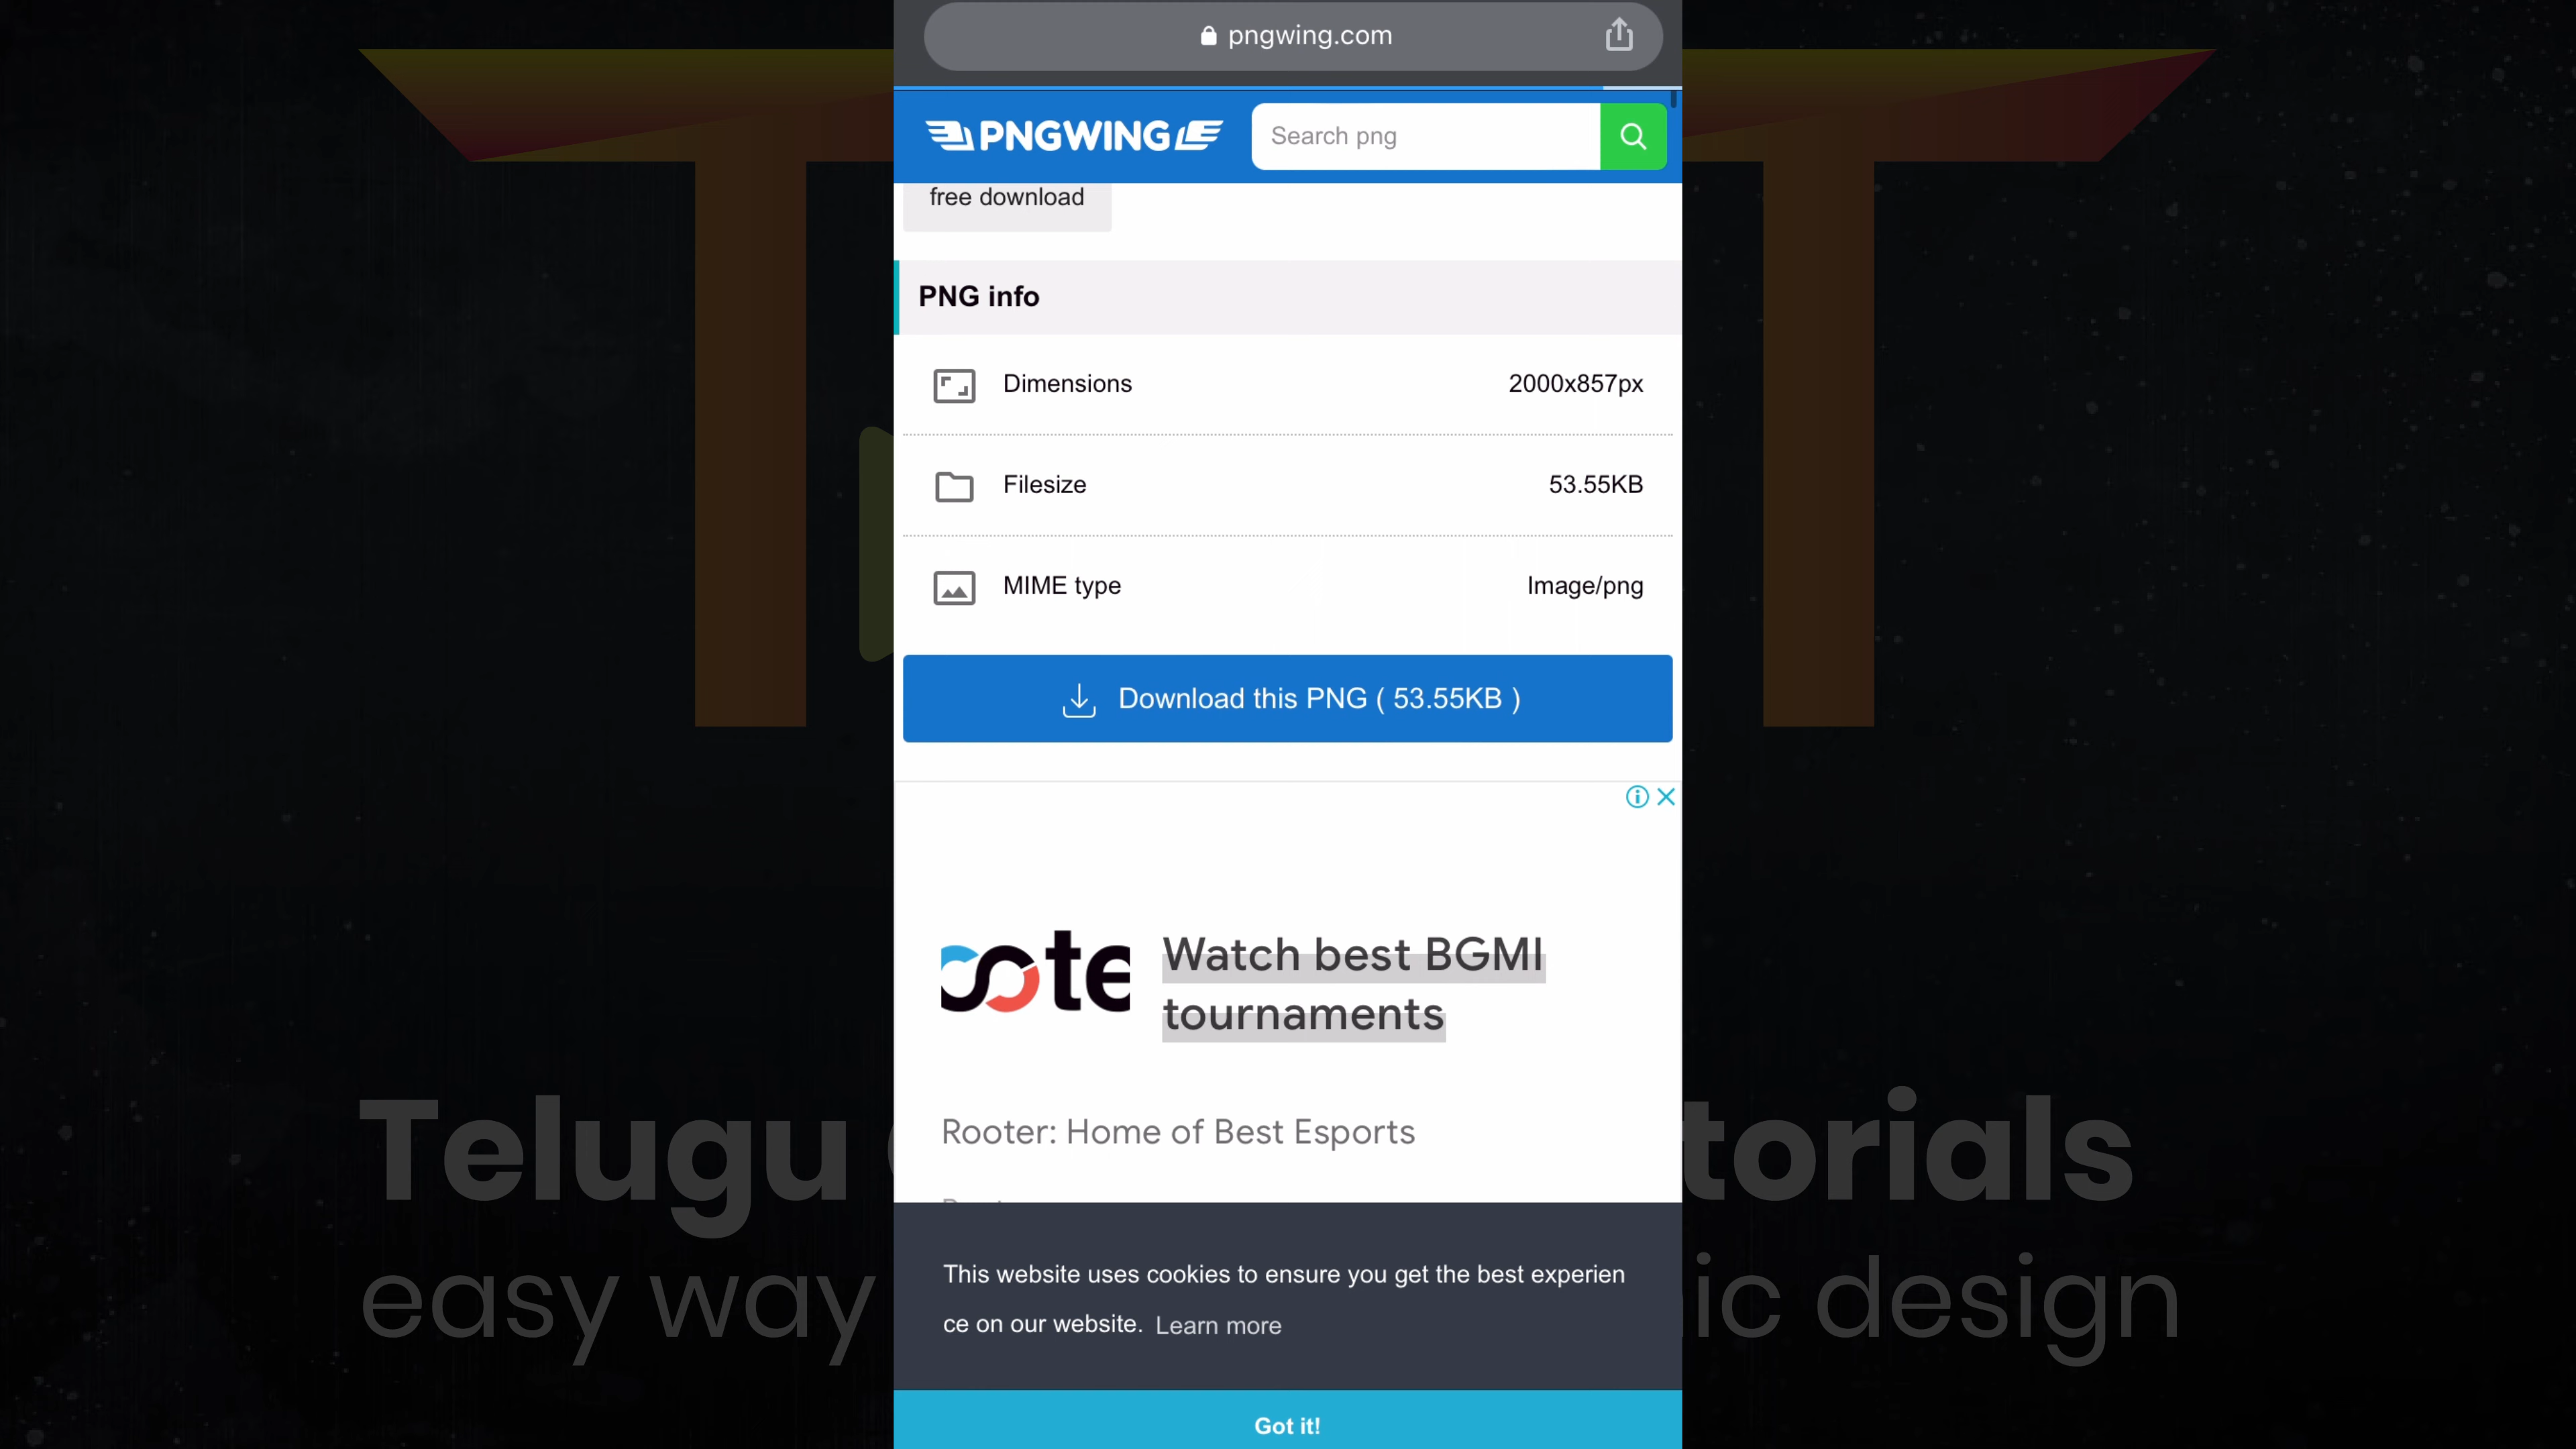 pngwing.com
PNGWING
Search png
free download
PNG info
Dimensions
2000x857px
Filesize
53.55KB
MIME type
Image/png
Download this PNG ( 53.55KB )
Watch best BGMI
tournaments
Rooter: Home of Best Esports
Telugu
torials
easy way
ic design
This website uses cookies to ensure you get the best experien
ce on our website. Learn more
Got it!